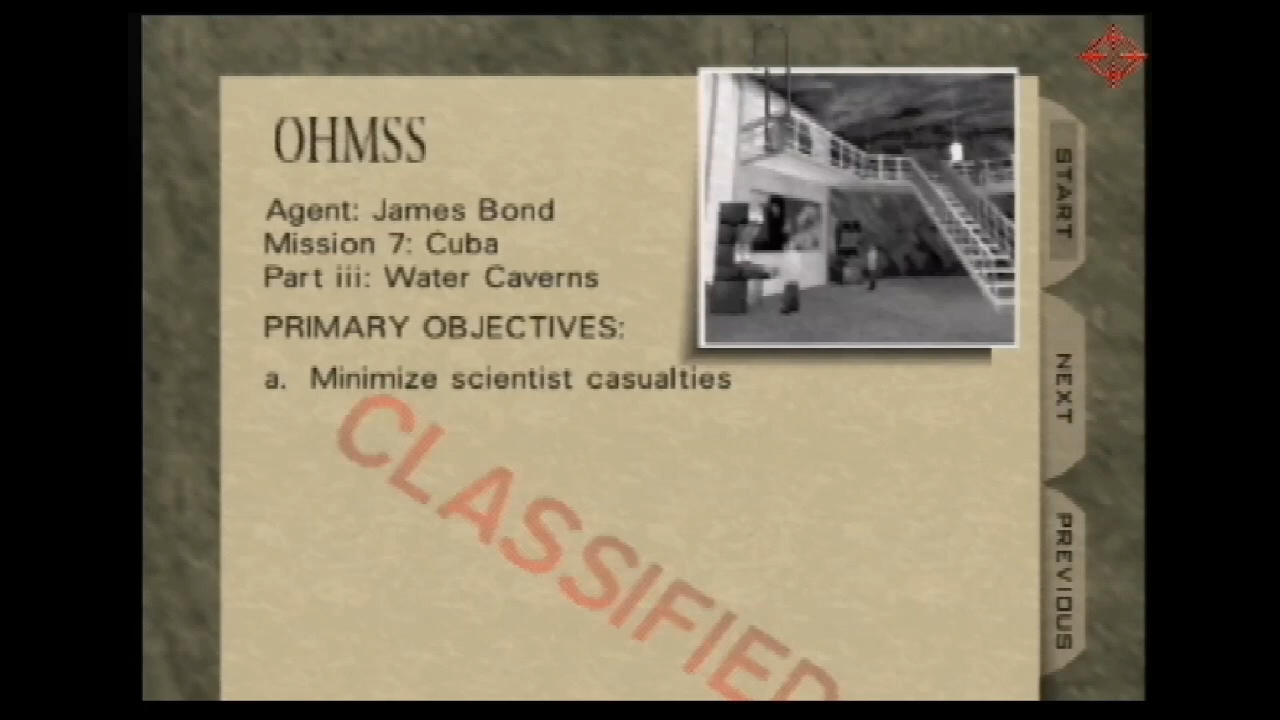 OHMSS
Agent: James Bond
Mission 7: Cuba
Part iii: Water Caverns
PRIMARY OBJECTIVES:
a. Minimize scientist casualties
CLASSIFIED
START
NEXT
PREVIOUS